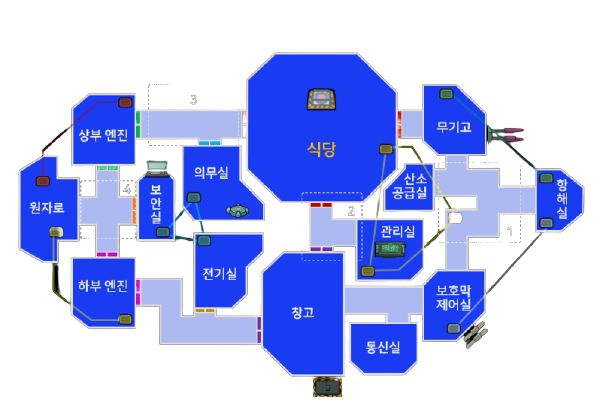 3
상부 엔진
식당
무기고
의무실
산소
공급실
보
안
실
항
해
실
4
원자로
2
1
관리실
전기실
하부 엔진
창고
보호막
제어실
통신실